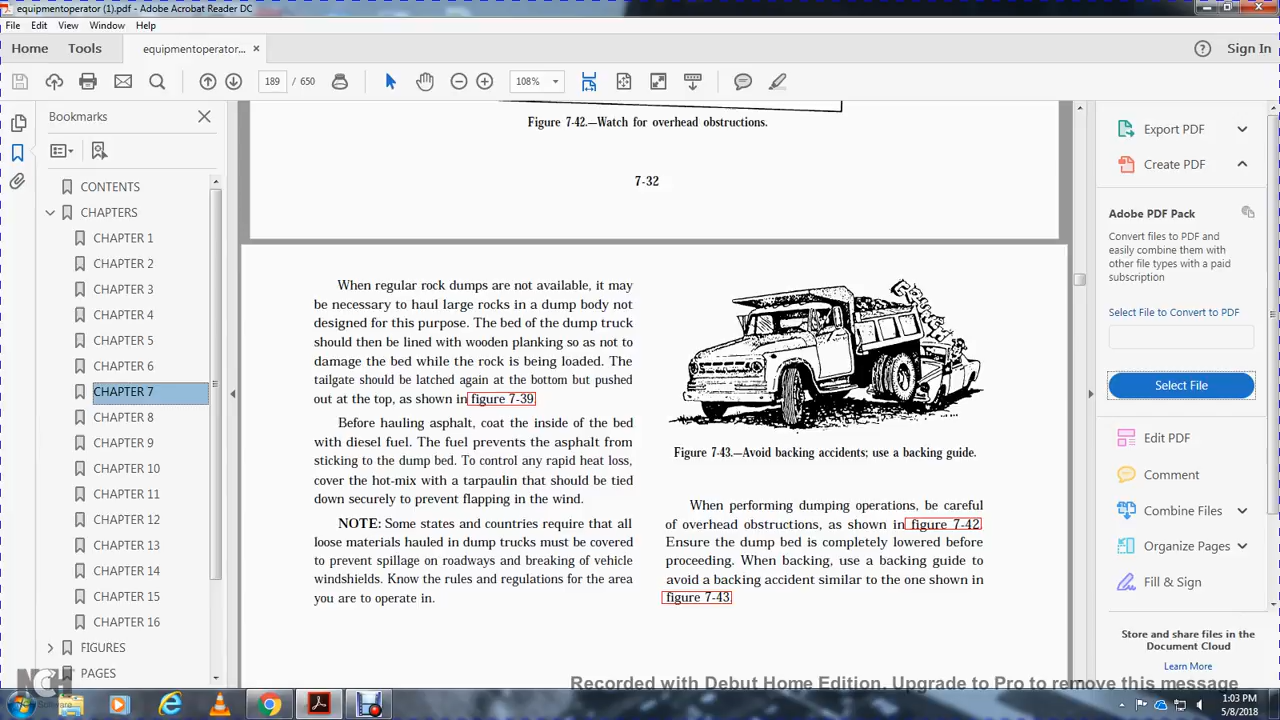 equipmentoperator (1).pdf - Adobe Acrobat Reader DC
File Edit View Window Help
Home Tools equipmentoperator... × Sign In
189 / 650 108%
Bookmarks
CONTENTS
CHAPTERS
CHAPTER 1
CHAPTER 2
CHAPTER 3
CHAPTER 4
CHAPTER 5
CHAPTER 6
CHAPTER 7
CHAPTER 8
CHAPTER 9
CHAPTER 10
CHAPTER 11
CHAPTER 12
CHAPTER 13
CHAPTER 14
CHAPTER 15
CHAPTER 16
FIGURES
PAGES
Figure 7-42.—Watch for overhead obstructions.
7-32
When regular rock dumps are not available, it may
be necessary to haul large rocks in a dump body not
designed for this purpose. The bed of the dump truck
should then be lined with wooden planking so as not to
damage the bed while the rock is being loaded. The
tailgate should be latched again at the bottom but pushed
out at the top, as shown in figure 7-39
Before hauling asphalt, coat the inside of the bed
with diesel fuel. The fuel prevents the asphalt from
sticking to the dump bed. To control any rapid heat loss,
cover the hot-mix with a tarpaulin that should be tied
down securely to prevent flapping in the wind.
NOTE: Some states and countries require that all
loose materials hauled in dump trucks must be covered
to prevent spillage on roadways and breaking of vehicle
windshields. Know the rules and regulations for the area
you are to operate in.
Figure 7-43.—Avoid backing accidents; use a backing guide.
When performing dumping operations, be careful
of overhead obstructions, as shown in figure 7-42
Ensure the dump bed is completely lowered before
proceeding. When backing, use a backing guide to
avoid a backing accident similar to the one shown in
figure 7-43
Export PDF
Create PDF
Adobe PDF Pack
Convert files to PDF and
easily combine them with
other file types with a paid
subscription
Select File to Convert to PDF
Select File
Edit PDF
Comment
Combine Files
Organize Pages
Fill & Sign
Store and share files in the
Document Cloud
Learn More
NCH
Software
Recorded with Debut Home Edition. Upgrade to Pro to remove this message
1:03 PM
5/8/2018